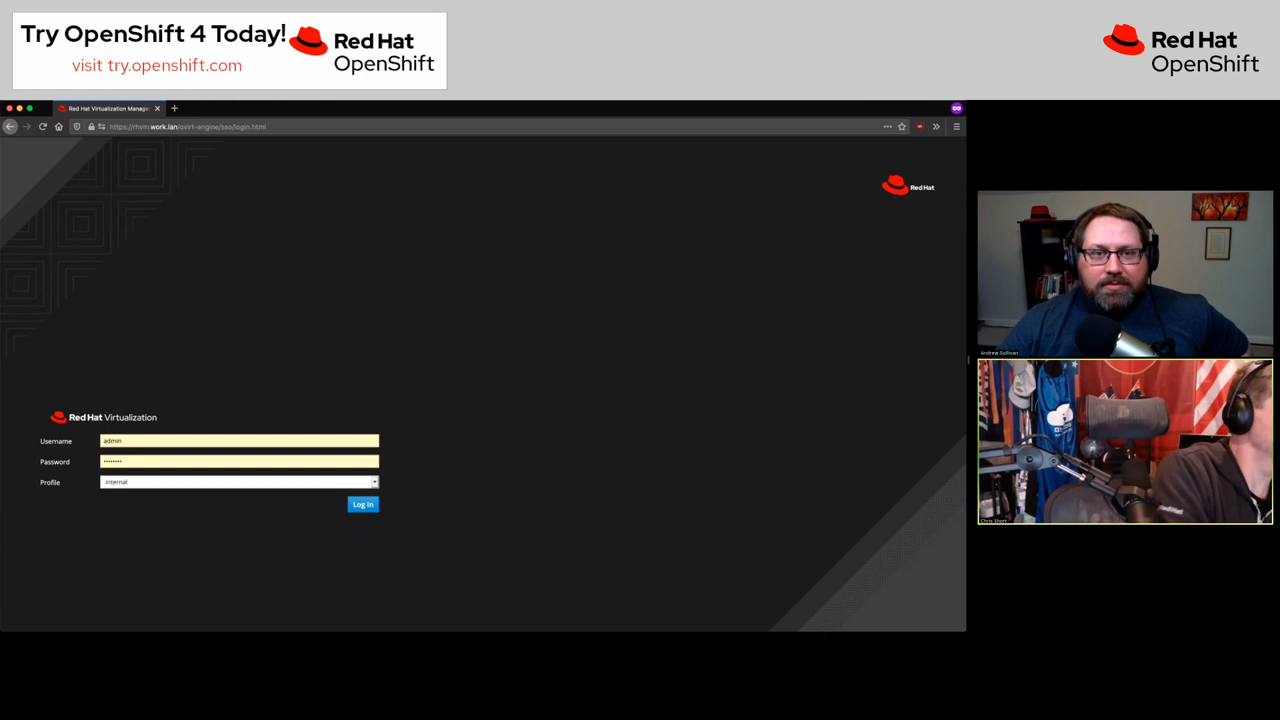 Try OpenShift 4 Today!
visit try.openshift.com
Red Hat
OpenShift
Red Hat
OpenShift
Red Hat Virtualization Manage
https://rhvm.work.lan/ovirt-engine/sso/login.html
Red Hat
Red Hat Virtualization
Username
admin
Password
Profile
internal
Log In
Andrew Sullivan
Chris Short